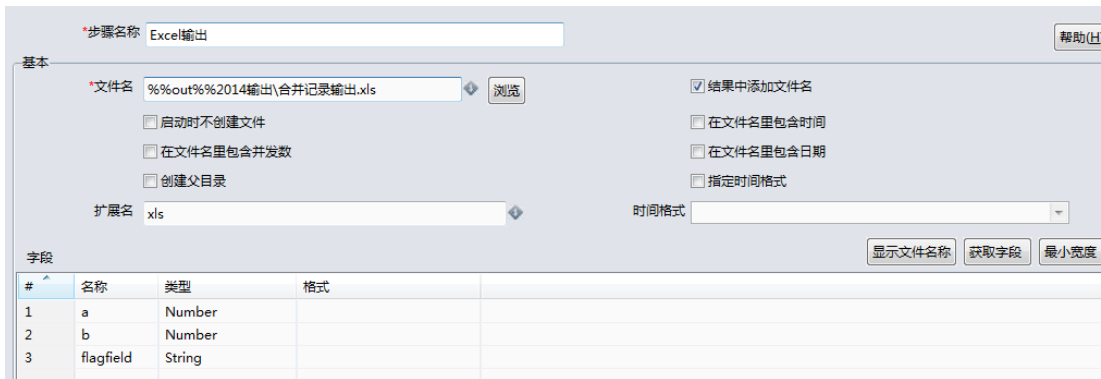 *步骤名称 Excel输出
帮助(H
基本
*文件名 %%out%%2014输出\合并记录输出.xls 浏览 结果中添加文件名
启动时不创建文件 在文件名里包含时间
在文件名里包含并发数 在文件名里包含日期
创建父目录 指定时间格式
扩展名 xls 时间格式
显示文件名称 获取字段 最小宽度
字段
# 名称 类型 格式
1 a Number
2 b Number
3 flagfield String